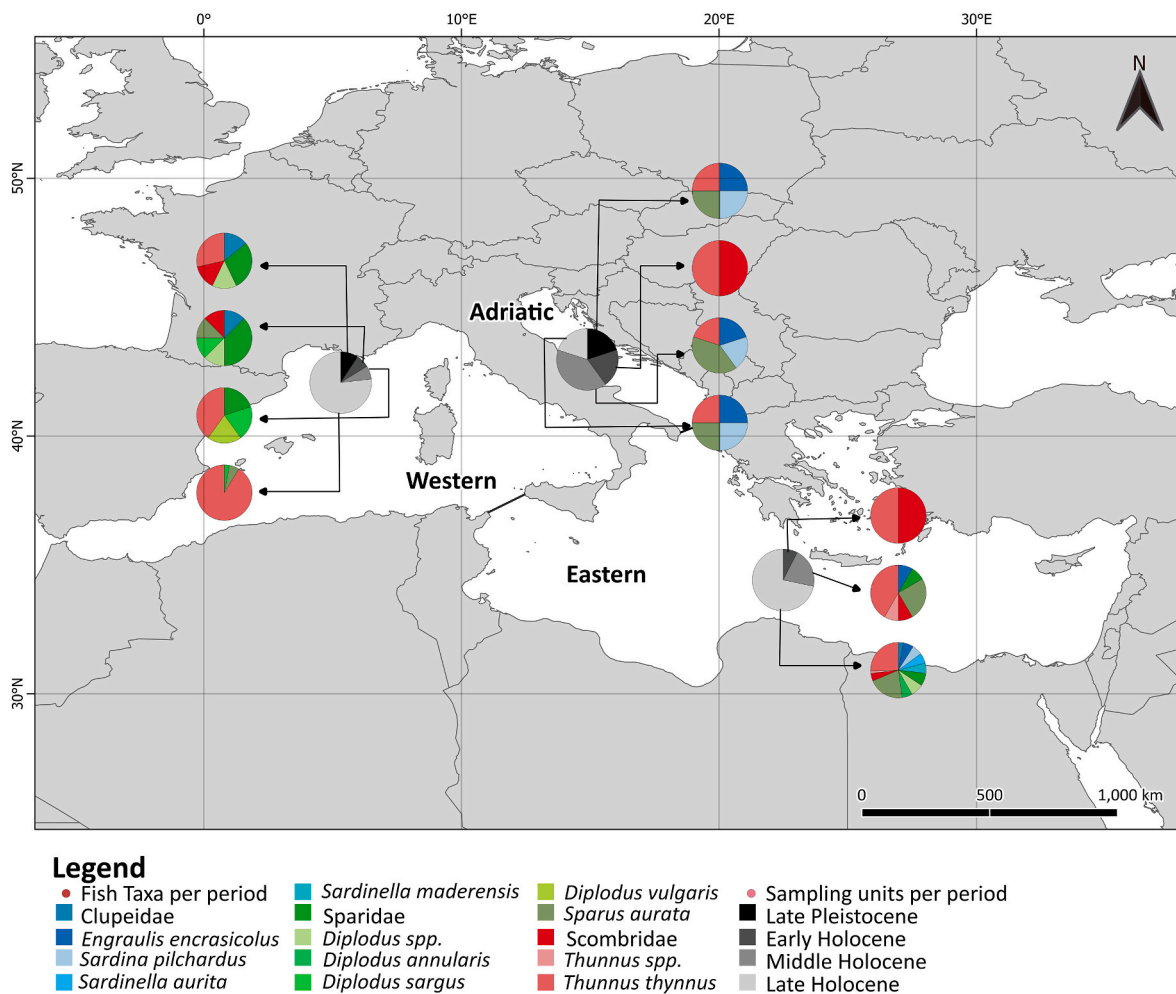 0° 10°E 20°E 30°E
N
50°N
Adriatic
40°N
Western
Eastern
30°N
0 500 1,000 km
Legend
Fish Taxa per period
Clupeidae
Engraulis encrasicolus
Sardina pilchardus
Sardinella aurita
Sardinella maderensis
Sparidae
Diplodus spp.
Diplodus annularis
Diplodus sargus
Diplodus vulgaris
Sparus aurata
Scombridae
Thunnus spp.
Thunnus thynnus
Sampling units per period
Late Pleistocene
Early Holocene
Middle Holocene
Late Holocene